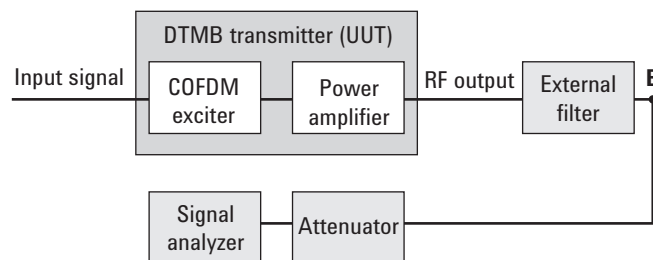 DTMB transmitter (UUT)
Input signal
COFDM
exciter
Power
amplifier
RF output
External
filter
B
Signal
analyzer
Attenuator